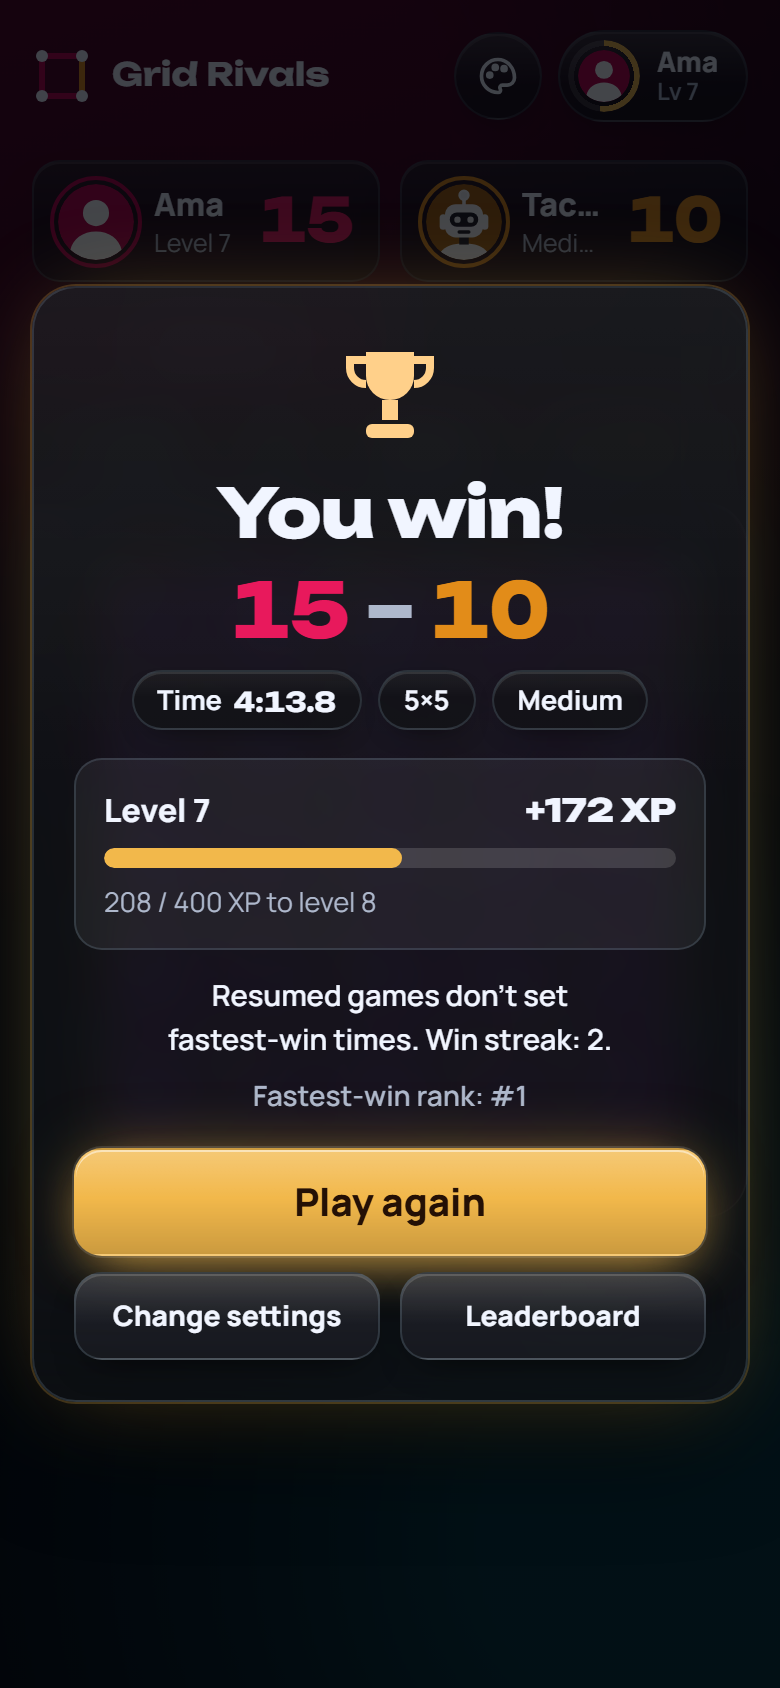 Grid Rivals
Ama
Lv 7
Ama
Level 7
15
Tac...
Medi...
10
You win!
15 – 10
Time 4:13.8
5×5
Medium
Level 7
+172 XP
208 / 400 XP to level 8
Resumed games don’t set
fastest-win times. Win streak: 2.
Fastest-win rank: #1
Play again
Change settings
Leaderboard